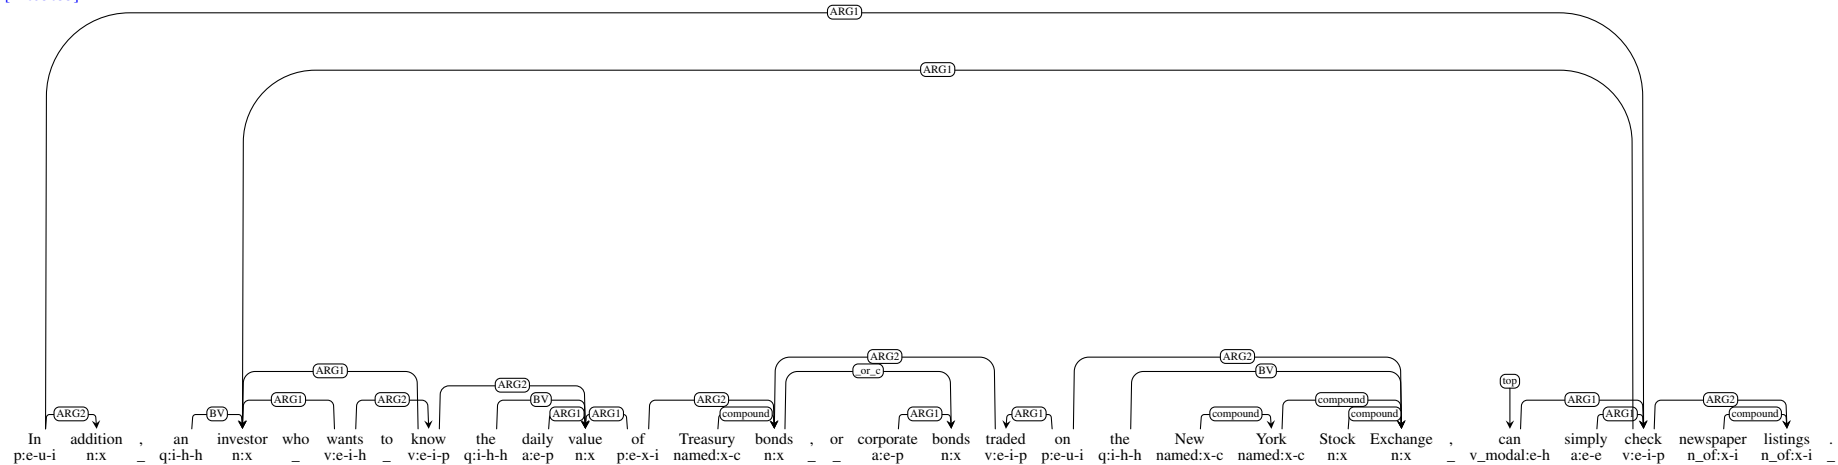 ARG1
ARG1
ARG2 ARG2
ARG1 _or_c BV
ARG2 top
ARG1 ARG2 BV ARG2 compound ARG1 ARG2
ARG2 BV ARG1 ARG1 compound ARG1 ARG1 compound compound ARG1 compound
In addition , an investor who wants to know the daily value of Treasury bonds , or corporate bonds traded on the New York Stock Exchange , can simply check newspaper listings .
p:e-u-i n:x _ q:i-h-h n:x _ v:e-i-h _ v:e-i-p q:i-h-h a:e-p n:x p:e-x-i named:x-c n:x _ _ a:e-p n:x v:e-i-p p:e-u-i q:i-h-h named:x-c named:x-c n:x n:x _ v_modal:e-h a:e-e v:e-i-p n_of:x-i n_of:x-i _